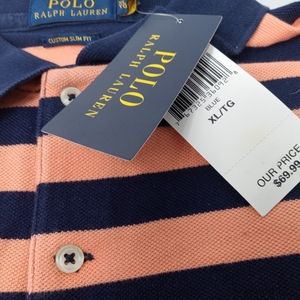 POLO
RALPH LAUREN
CUSTOM SLIM FIT
POLO
RALPH LAUREN
BLUE
XL/TG
OUR PRICE
$69.99